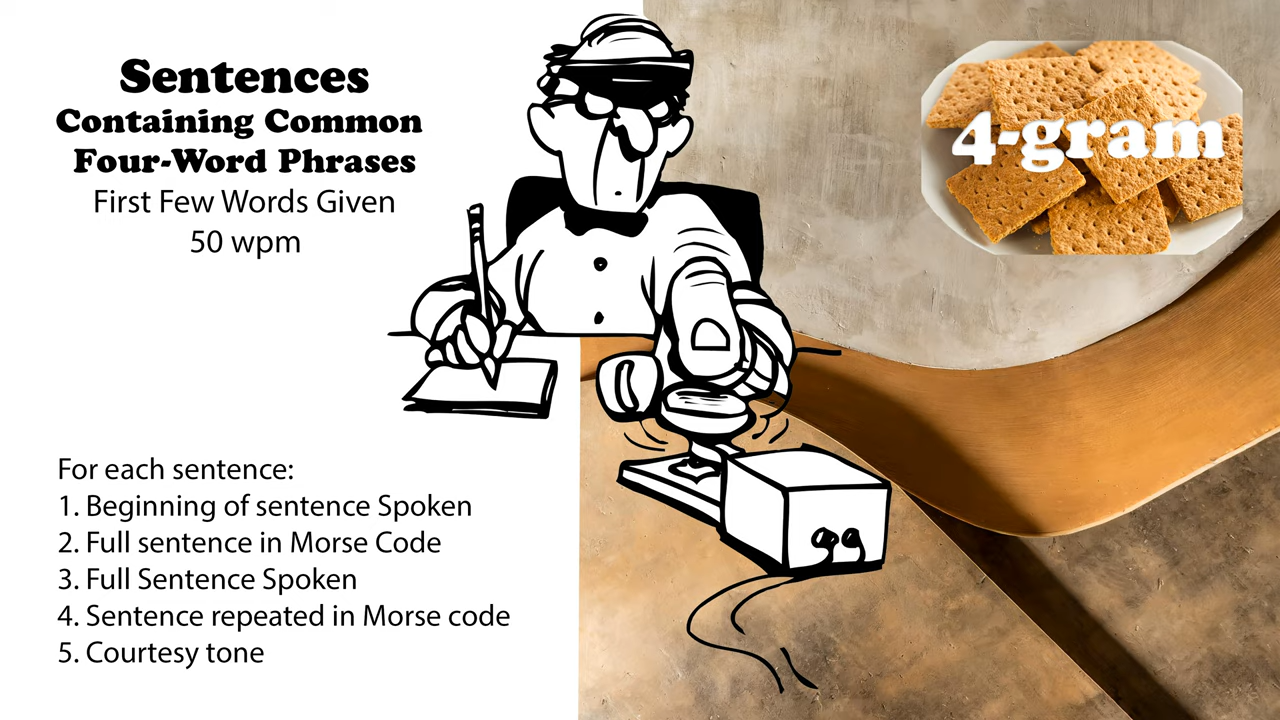 Sentences
Containing Common
Four-Word Phrases
First Few Words Given
50 wpm
4-gram
For each sentence:
1. Beginning of sentence Spoken
2. Full sentence in Morse Code
3. Full Sentence Spoken
4. Sentence repeated in Morse code
5. Courtesy tone